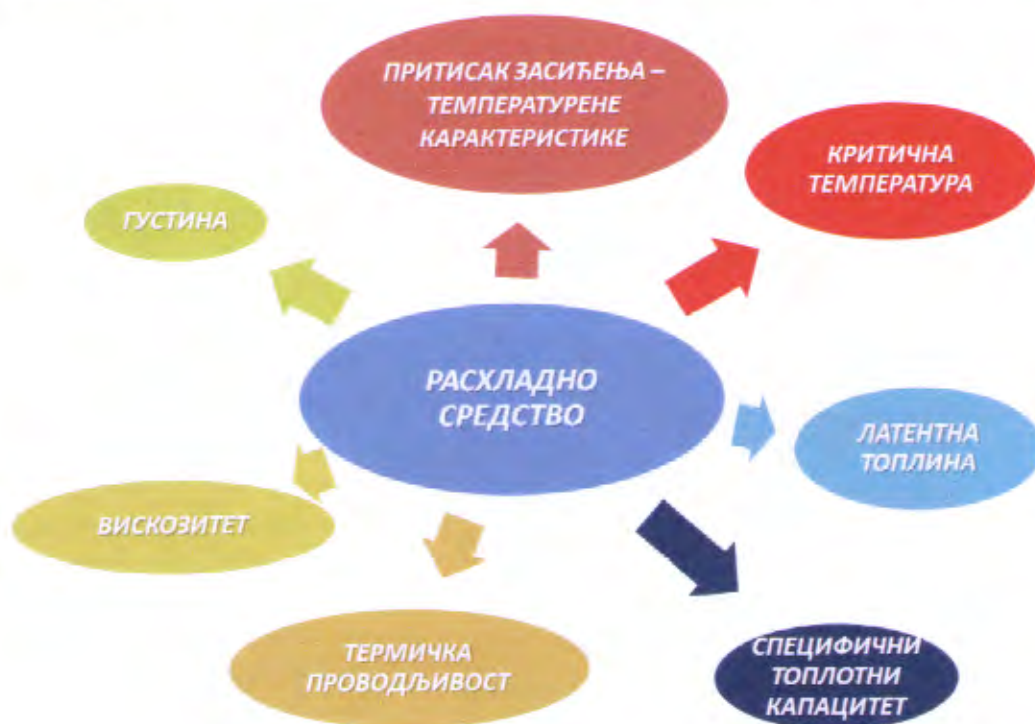 ПРИТИСАК ЗАСИЋЕЊА –
ТЕМПЕРАТУРЕНЕ
КАРАКТЕРИСТИКЕ
КРИТИЧНА
ТЕМПЕРАТУРА
ГУСТИНА
РАСХЛАДНО
СРЕДСТВО
ЛАТЕНТНА
ТОПЛИНА
ВИСКОЗИТЕТ
ТЕРМИЧКА
ПРОВОДЉИВОСТ
СПЕЦИФИЧНИ
ТОПЛОТНИ
КАПАЦИТЕТ